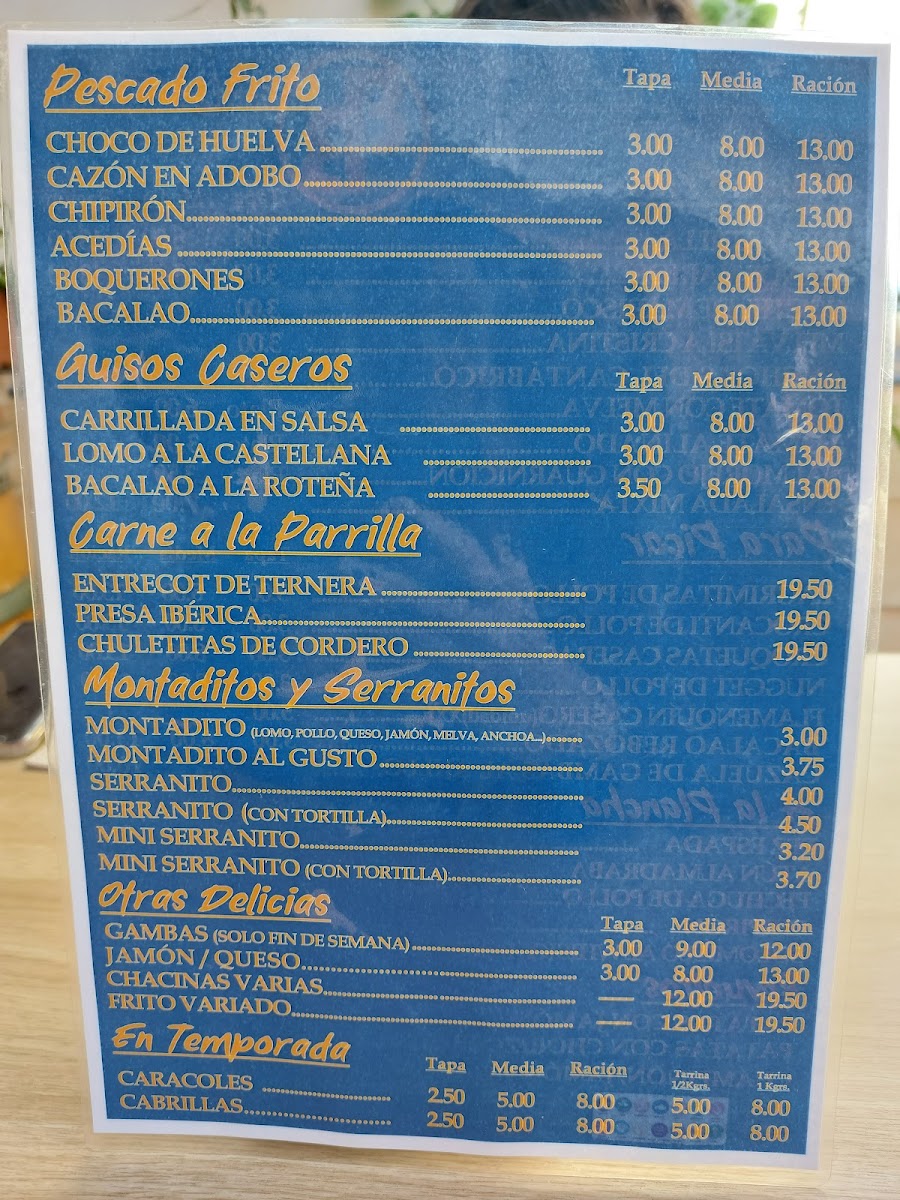 Pescado Frito Tapa Media Ración
CHOCO DE HUELVA 3.00 8.00 13.00
CAZÓN EN ADOBO 3.00 8.00 13.00
CHIPIRÓN 3.00 8.00 13.00
ACEDÍAS 3.00 8.00 13.00
BOQUERONES 3.00 8.00 13.00
BACALAO 3.00 8.00 13.00
Guisos Caseros Tapa Media Ración
CARRILLADA EN SALSA 3.00 8.00 13.00
LOMO A LA CASTELLANA 3.00 8.00 13.00
BACALAO A LA ROTEÑA 3.50 8.00 13.00
Carne a la Parrilla
ENTRECOT DE TERNERA 19.50
PRESA IBÉRICA 19.50
CHULETITAS DE CORDERO 19.50
Montaditos y Serranitos
MONTADITO (LOMO, POLLO, QUESO, JAMÓN, MELVA, ANCHOA...) 3.00
MONTADITO AL GUSTO 3.75
SERRANITO 4.00
SERRANITO (CON TORTILLA) 4.50
MINI SERRANITO 3.20
MINI SERRANITO (CON TORTILLA) 3.70
Otras Delicias Tapa Media Ración
GAMBAS (SOLO FIN DE SEMANA) 3.00 9.00 12.00
JAMÓN / QUESO 3.00 8.00 13.00
CHACINAS VARIAS — 12.00 19.50
FRITO VARIADO — 12.00 19.50
En Temporada Tapa Media Ración Tarrina 1/2Kgrs. Tarrina 1 Kgrs.
CARACOLES 2.50 5.00 8.00 5.00 8.00
CABRILLAS 2.50 5.00 8.00 5.00 8.00